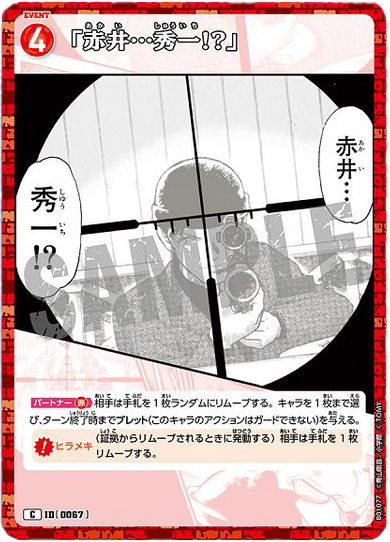 EVENT
4
「赤井…秀一!?」
赤井…
秀一!?
SAMPLE
パートナー(赤) 相手は手札を1枚ランダムにリムーブする。キャラを1枚まで選
び、ターン終了時までブレット(このキャラのアクションはガードできない)を与える。
ヒラメキ (証拠からリムーブされるときに発動する) 相手は手札を1枚
リムーブする。
C ID(0067)